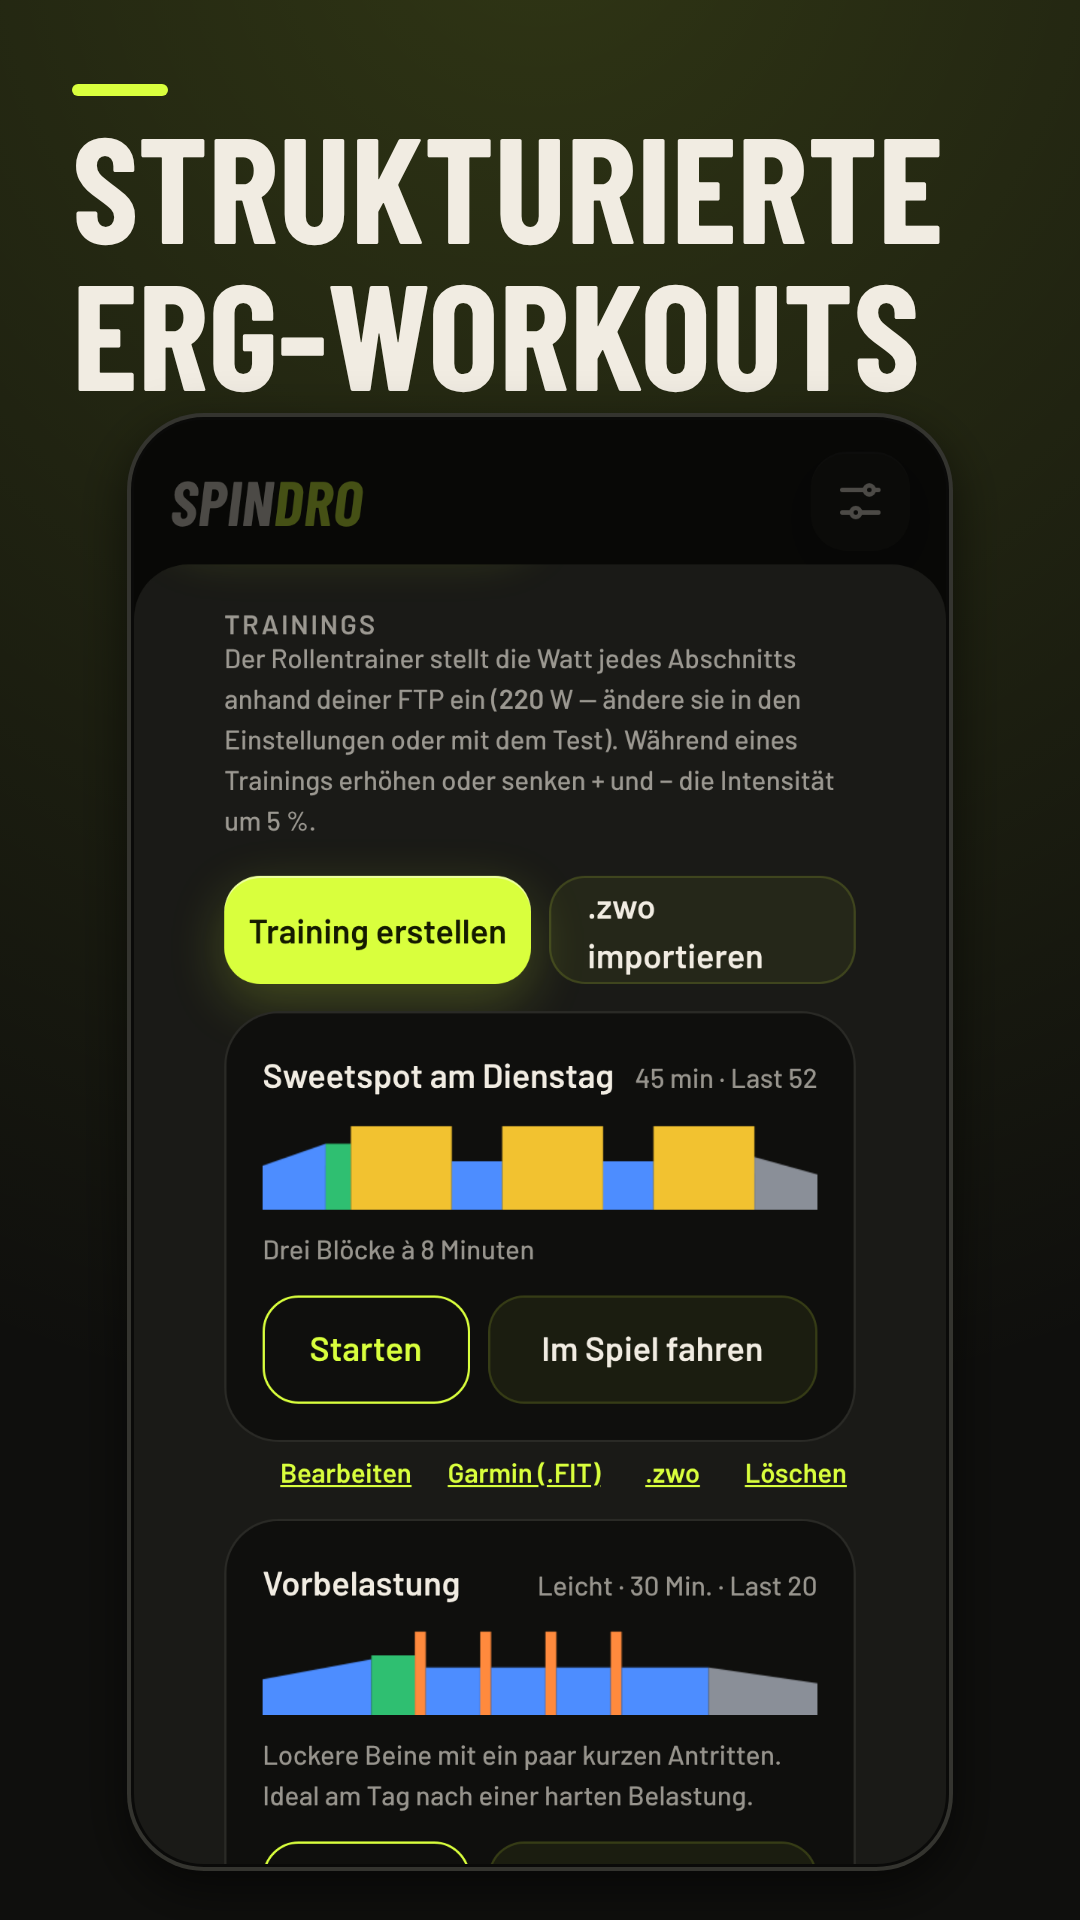 STRUKTURIERTE
ERG-WORKOUTS
SPINDRO
TRAININGS
Der Rollentrainer stellt die Watt jedes Abschnitts
anhand deiner FTP ein (220 W — ändere sie in den
Einstellungen oder mit dem Test). Während eines
Trainings erhöhen oder senken + und − die Intensität
um 5 %.
Training erstellen
.zwo
importieren
Sweetspot am Dienstag 45 min · Last 52
Drei Blöcke à 8 Minuten
Starten Im Spiel fahren
Bearbeiten Garmin (.FIT) .zwo Löschen
Vorbelastung Leicht · 30 Min. · Last 20
Lockere Beine mit ein paar kurzen Antritten.
Ideal am Tag nach einer harten Belastung.